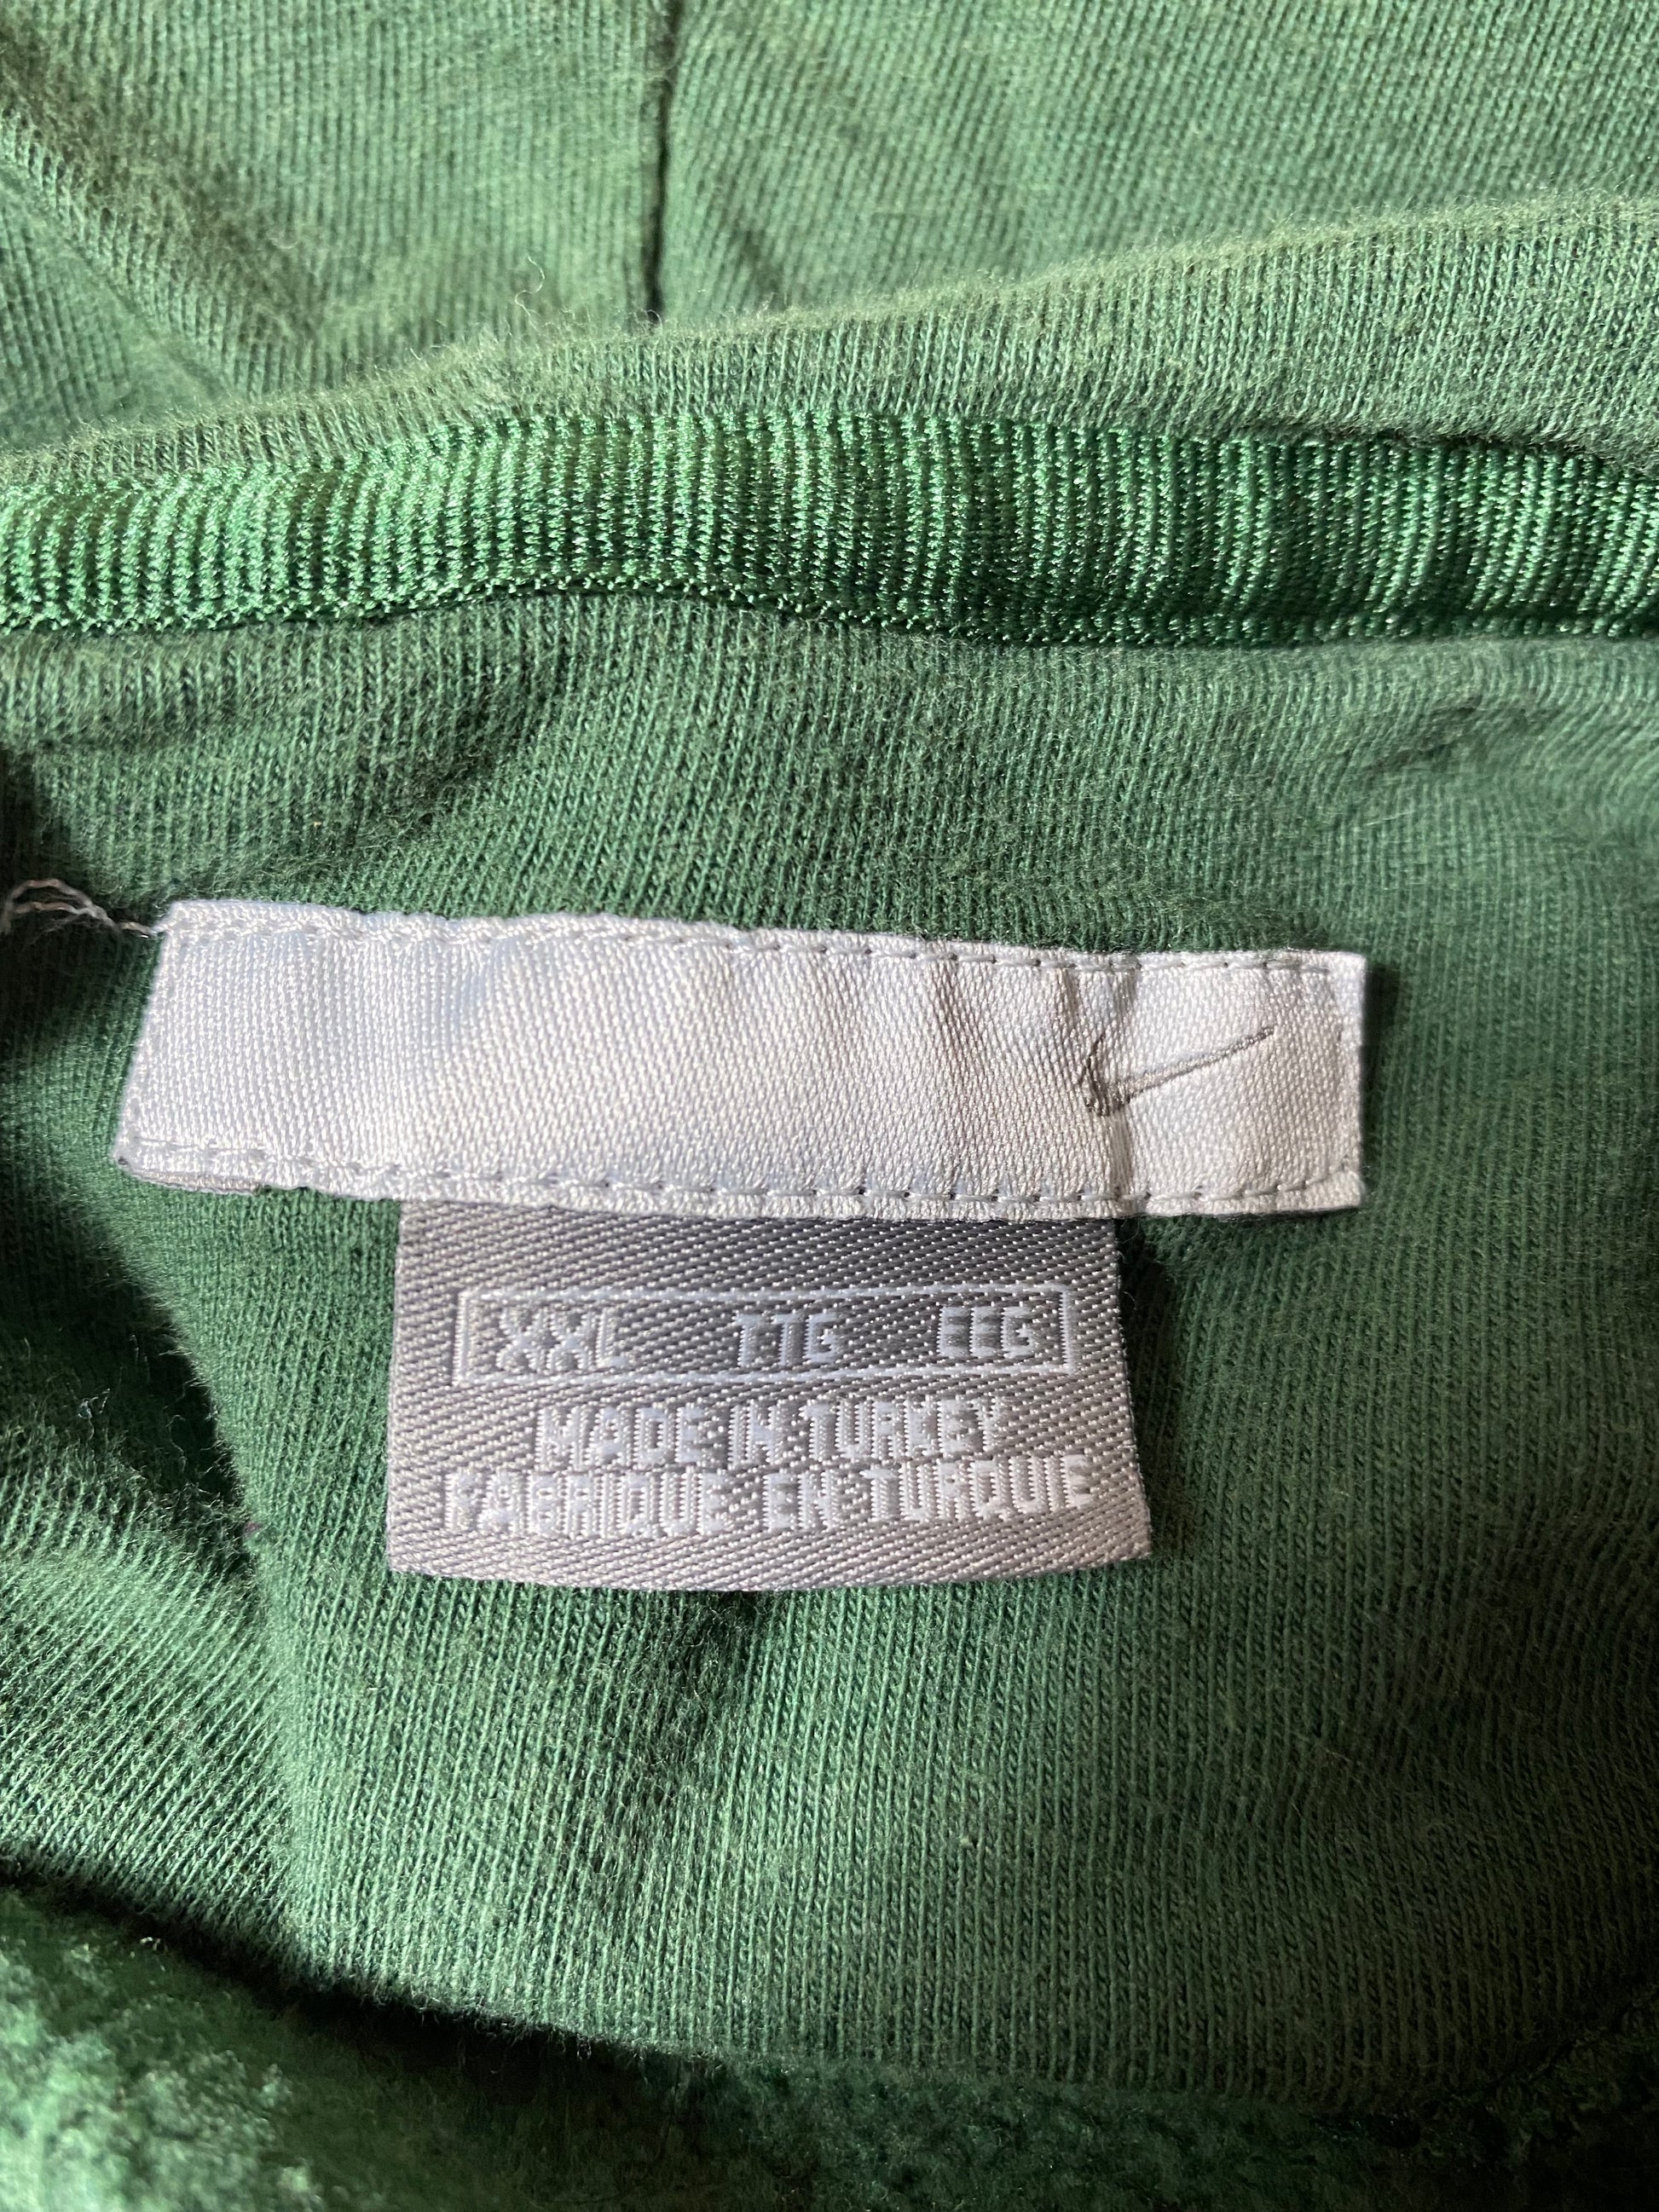 XXL TTG EEG
MADE IN TURKEY
FABRIQUE EN TURQUIE